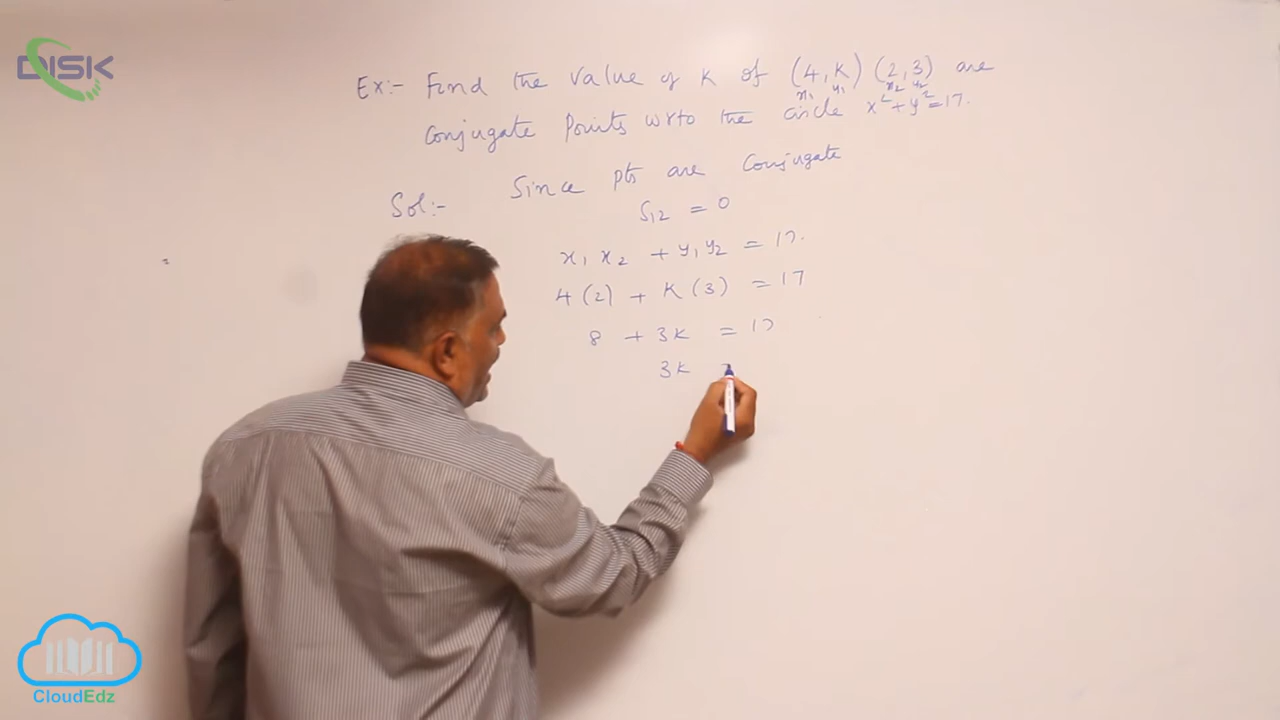 DISK
Ex:- Find the value of K of (4, K) (2, 3) are
x₁ y₁ x₂ y₂
Conjugate Points w.r.to the circle x² + y² = 17.
Sol:- Since pts are Conjugate
S₁₂ = 0
x₁ x₂ + y₁ y₂ = 17.
4 (2) + K (3) = 17
8 + 3K = 17
3K =
CloudEdz